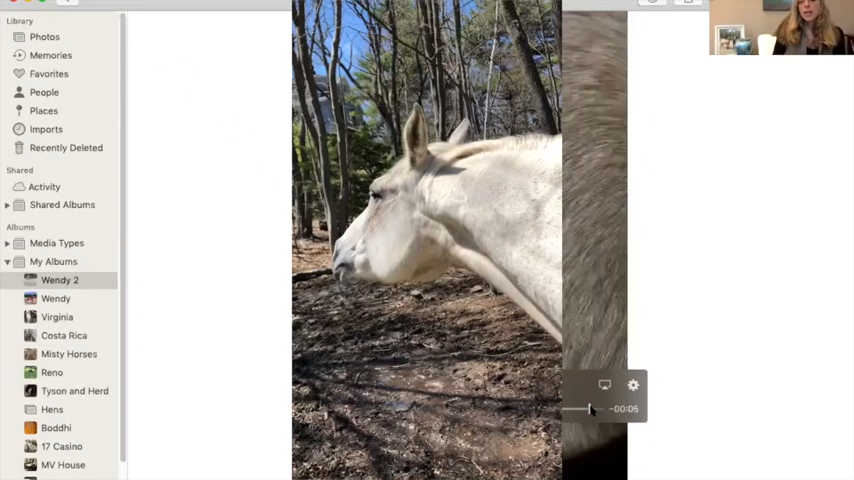 Library
Photos
Memories
Favorites
People
Places
Imports
Recently Deleted
Shared
Activity
Shared Albums
Albums
Media Types
My Albums
Wendy 2
Wendy
Virginia
Costa Rica
Misty Horses
Reno
Tyson and Herd
Hens
Boddhi
17 Casino
MV House
-00:05